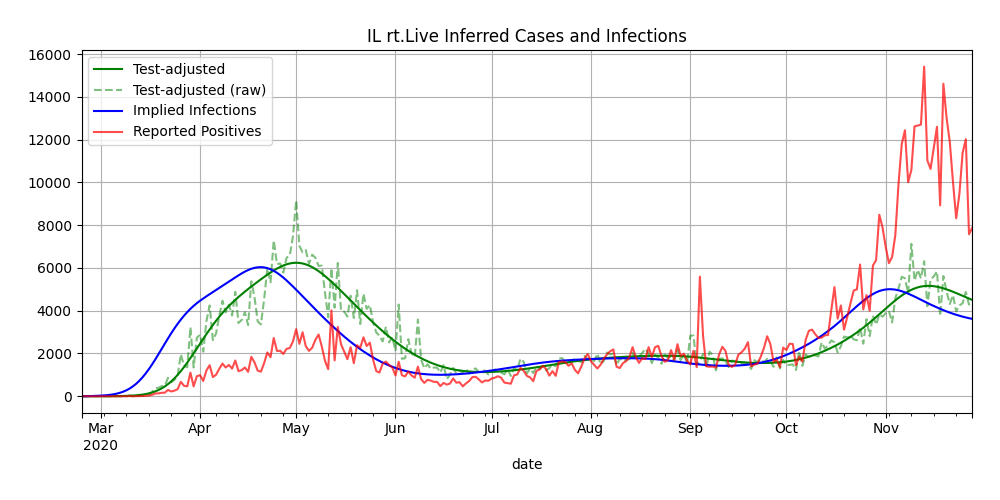 IL rt.Live Inferred Cases and Infections
16000
14000
12000
10000
8000
6000
4000
2000
0
Test-adjusted
Test-adjusted (raw)
Implied Infections
Reported Positives
Mar Apr May Jun Jul Aug Sep Oct Nov
2020
date